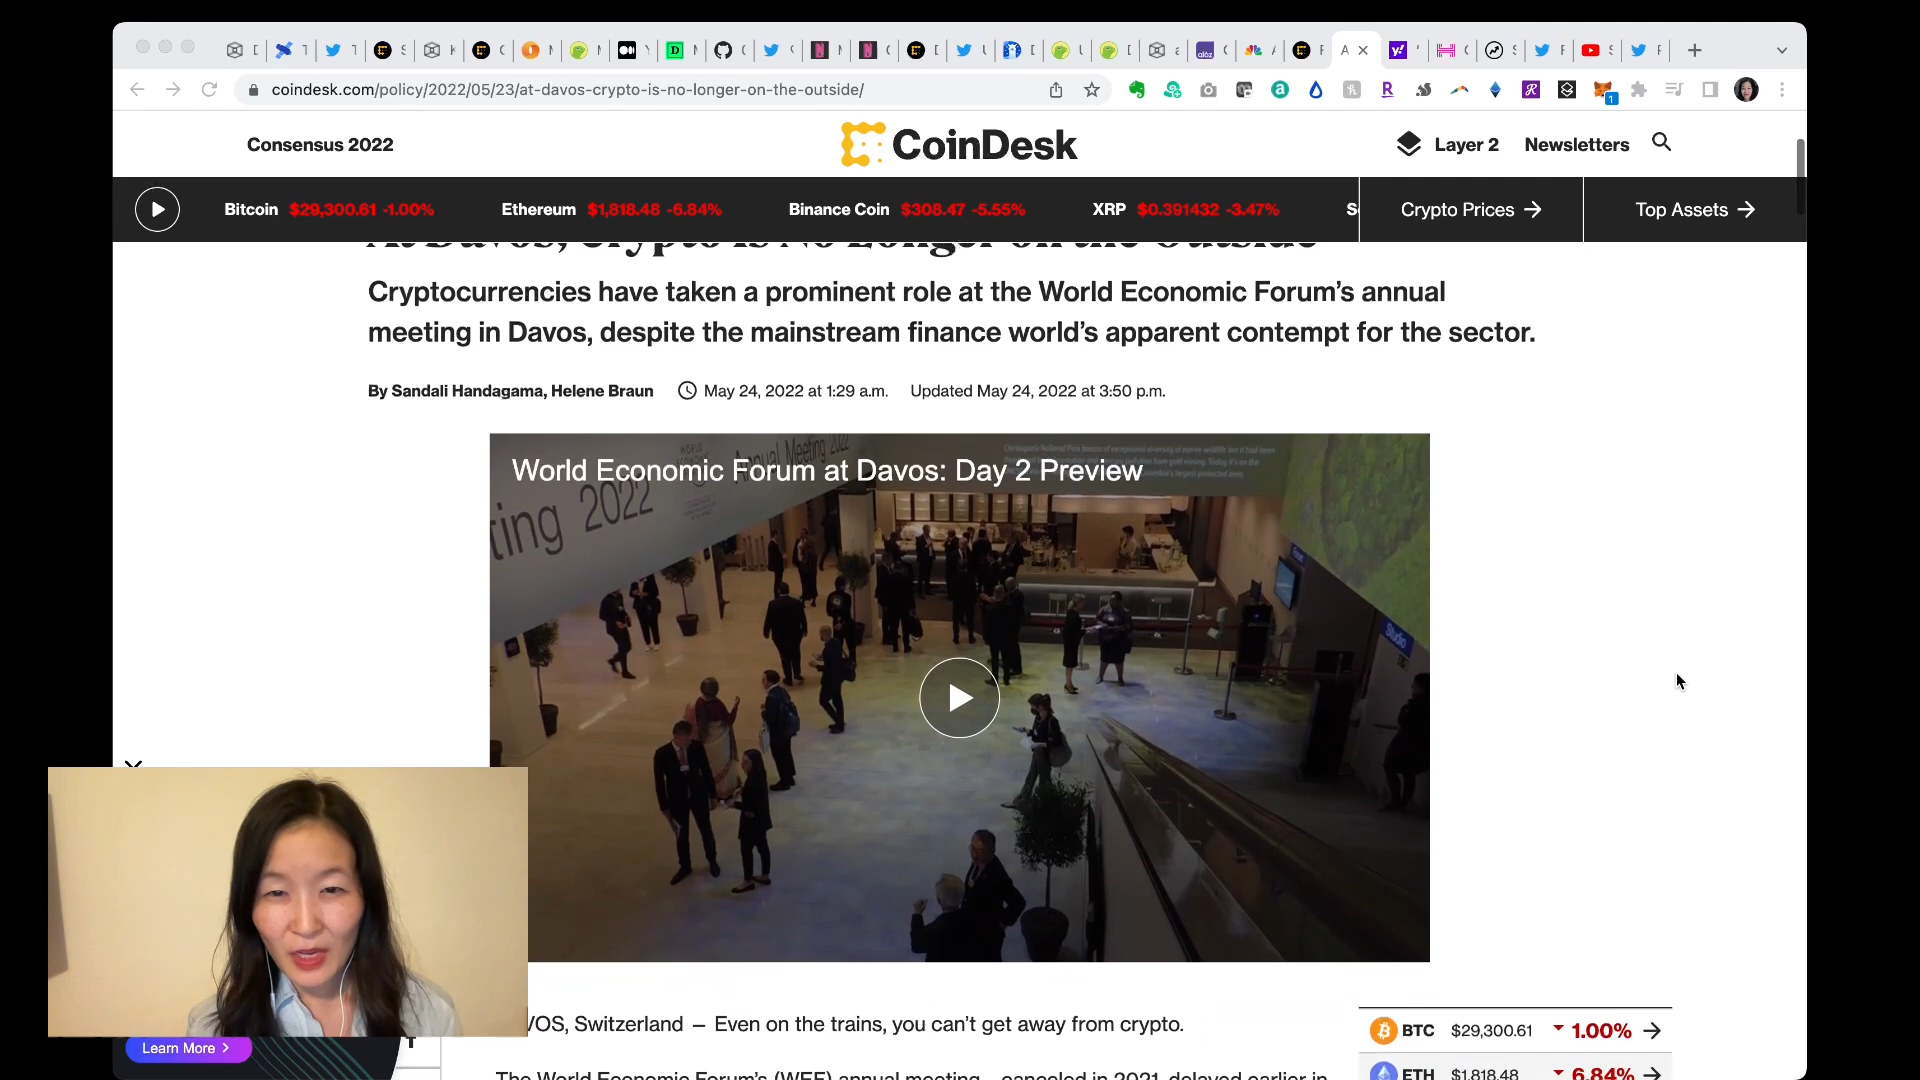 coindesk.com/policy/2022/05/23/at-davos-crypto-is-no-longer-on-the-outside/
Consensus 2022
CoinDesk
Layer 2
Newsletters
Bitcoin $29,300.61 -1.00%
Ethereum $1,818.48 -6.84%
Binance Coin $308.47 -5.55%
XRP $0.391432 -3.47%
Crypto Prices
Top Assets
At Davos, Crypto Is No Longer on the Outside
Cryptocurrencies have taken a prominent role at the World Economic Forum's annual
meeting in Davos, despite the mainstream finance world's apparent contempt for the sector.
By Sandali Handagama, Helene Braun
May 24, 2022 at 1:29 a.m.
Updated May 24, 2022 at 3:50 p.m.
World Economic Forum at Davos: Day 2 Preview
Annual Meeting 2022
ting 2022
Studio
VOS, Switzerland — Even on the trains, you can't get away from crypto.
The World Economic Forum's (WEF) annual meeting – canceled in 2021, delayed earlier in
BTC $29,300.61 1.00%
ETH $1,818.48 6.84%
Learn More